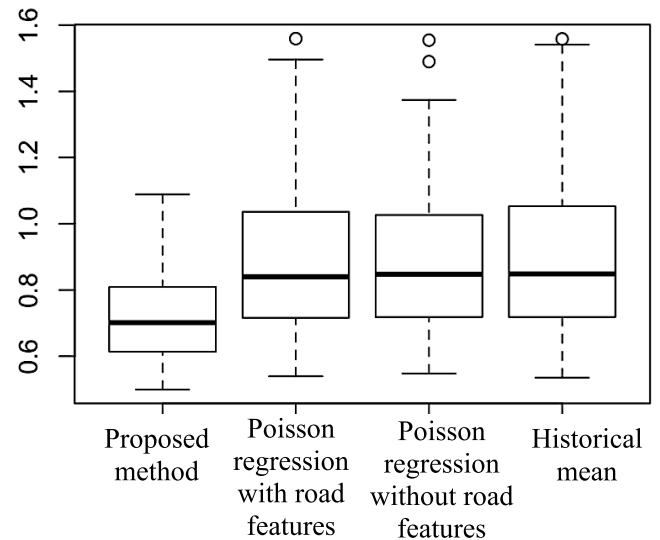 1.6
1.4
1.2
1.0
0.8
0.6
Proposed
method
Poisson
regression
with road
features
Poisson
regression
without road
features
Historical
mean